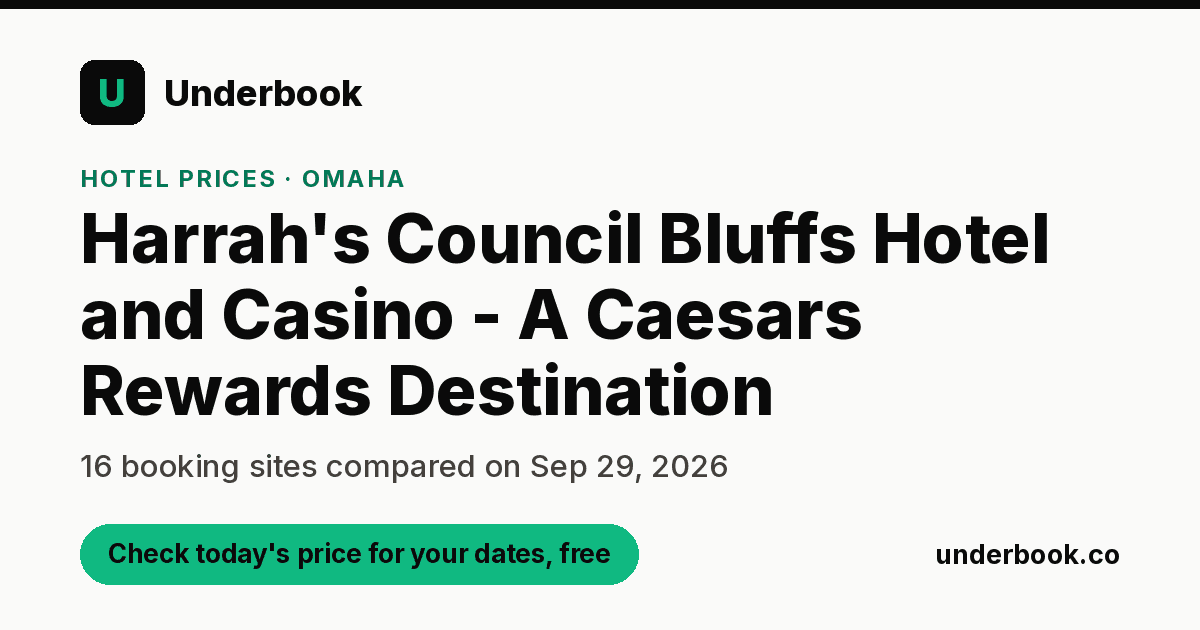 U Underbook
HOTEL PRICES · OMAHA
Harrah's Council Bluffs Hotel
and Casino - A Caesars
Rewards Destination
16 booking sites compared on Sep 29, 2026
Check today's price for your dates, free
underbook.co